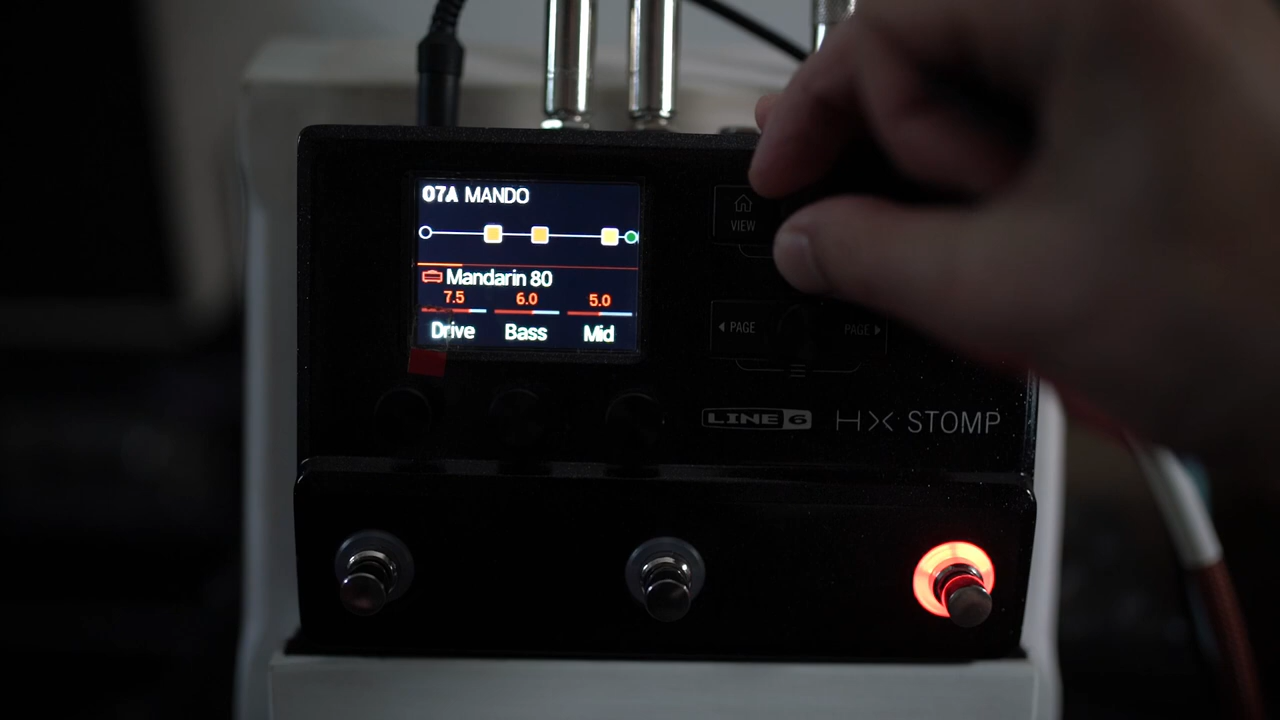 07A MANDO
Mandarin 80
7.5 6.0 5.0
Drive Bass Mid
VIEW
PAGE PAGE
LINE 6 HX STOMP